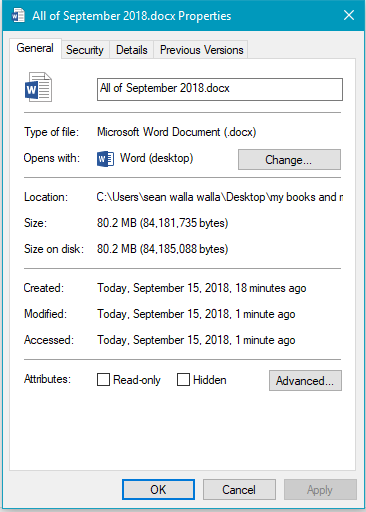 All of September 2018.docx Properties
General Security Details Previous Versions
All of September 2018.docx
Type of file: Microsoft Word Document (.docx)
Opens with: Word (desktop) Change...
Location: C:\Users\sean walla walla\Desktop\my books and m
Size: 80.2 MB (84,181,735 bytes)
Size on disk: 80.2 MB (84,185,088 bytes)
Created: Today, September 15, 2018, 18 minutes ago
Modified: Today, September 15, 2018, 1 minute ago
Accessed: Today, September 15, 2018, 1 minute ago
Attributes: Read-only Hidden Advanced...
OK Cancel Apply